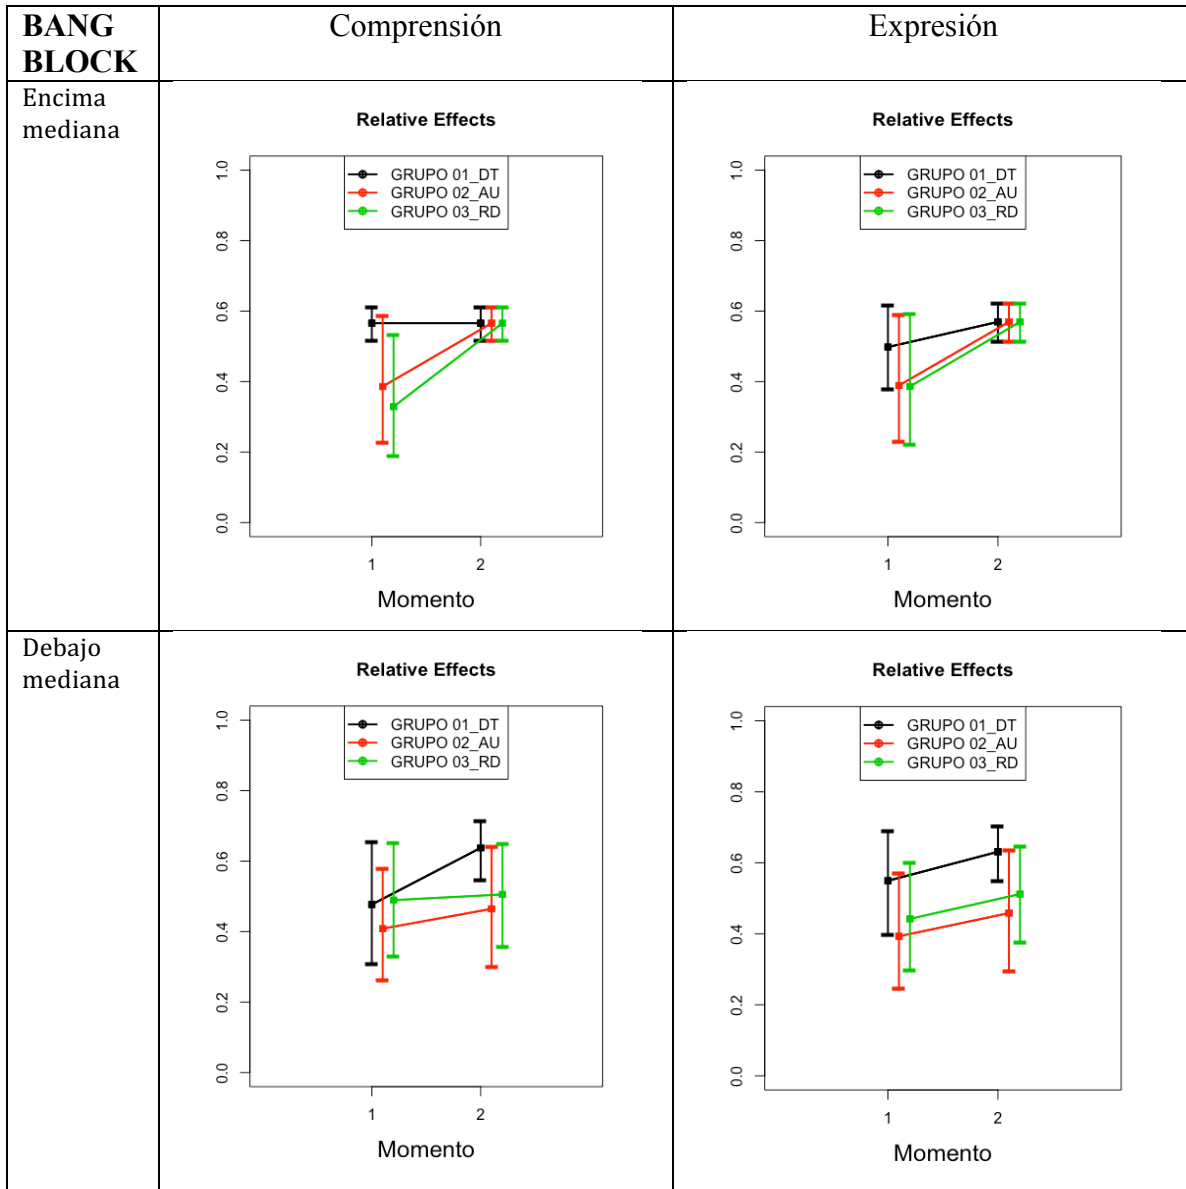 BANG
BLOCK
Comprensión
Expresión
Encima
mediana
Relative Effects
GRUPO 01_DT
GRUPO 02_AU
GRUPO 03_RD
1.0
0.8
0.6
0.4
0.2
0.0
1 2
Momento
Relative Effects
GRUPO 01_DT
GRUPO 02_AU
GRUPO 03_RD
1.0
0.8
0.6
0.4
0.2
0.0
1 2
Momento
Debajo
mediana
Relative Effects
GRUPO 01_DT
GRUPO 02_AU
GRUPO 03_RD
1.0
0.8
0.6
0.4
0.2
0.0
1 2
Momento
Relative Effects
GRUPO 01_DT
GRUPO 02_AU
GRUPO 03_RD
1.0
0.8
0.6
0.4
0.2
0.0
1 2
Momento